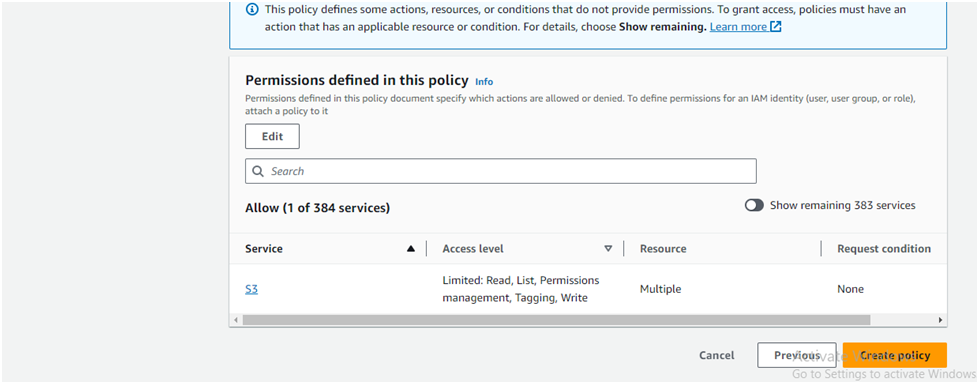 This policy defines some actions, resources, or conditions that do not provide permissions. To grant access, policies must have an
action that has an applicable resource or condition. For details, choose Show remaining. Learn more
Permissions defined in this policy Info
Permissions defined in this policy document specify which actions are allowed or denied. To define permissions for an IAM identity (user, user group, or role),
attach a policy to it
Edit
Search
Allow (1 of 384 services)
Show remaining 383 services
Service Access level Resource Request condition
S3 Limited: Read, List, Permissions management, Tagging, Write Multiple None
Cancel Previous Create policy
Activate Windows
Go to Settings to activate Windows